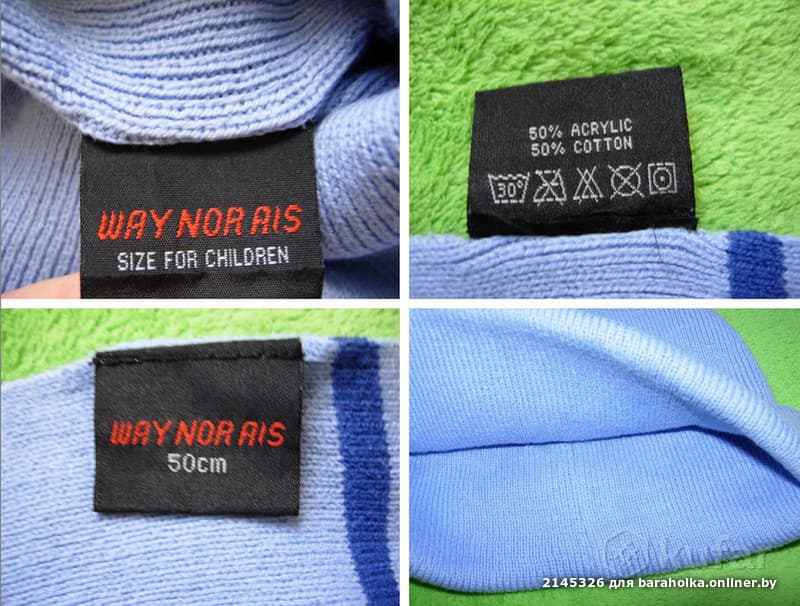 WAY NOR AIS
SIZE FOR CHILDREN
50% ACRYLIC
50% COTTON
30°
WAY NOR AIS
50cm
kufar
2145326 для baraholka.onliner.by